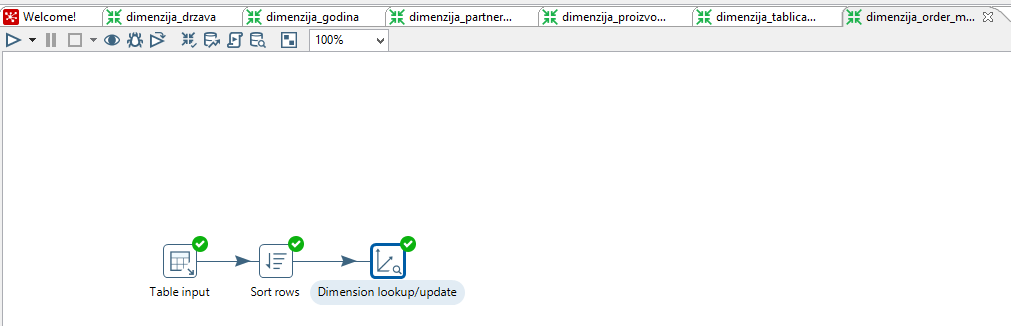 Welcome! dimenzija_drzava dimenzija_godina dimenzija_partner... dimenzija_proizvo... dimenzija_tablica... dimenzija_order_m...
100%
Table input Sort rows Dimension lookup/update